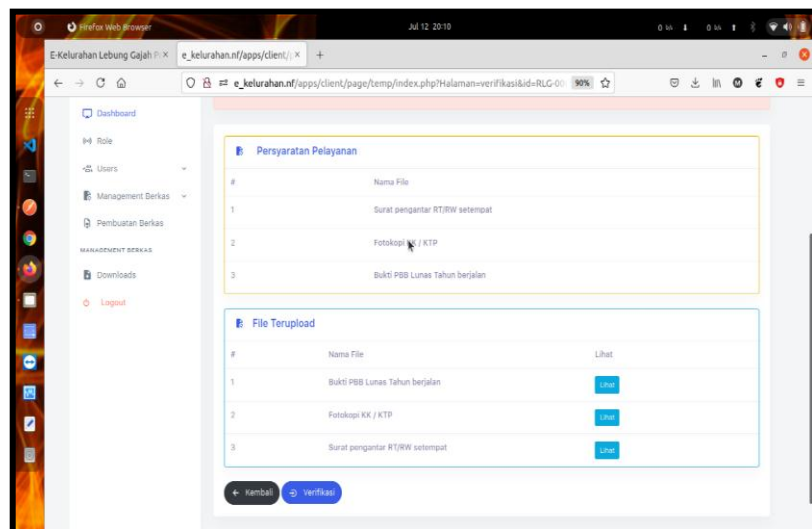 Firefox Web Browser
Jul 12 20:10
E-Kelurahan Lebung Gajah
e_kelurahan.nf/apps/client/
e_kelurahan.nf/apps/client/page/temp/index.php?Halaman=verifikasi&id=RLG-00
90%
Dashboard
Role
Users
Management Berkas
Pembuatan Berkas
MANAGEMENT BERKAS
Downloads
Logout
Persyaratan Pelayanan
# Nama File
1 Surat pengantar RT/RW setempat
2 Fotokopi KK / KTP
3 Bukti PBB Lunas Tahun berjalan
File Terupload
# Nama File Lihat
1 Bukti PBB Lunas Tahun berjalan Lihat
2 Fotokopi KK / KTP Lihat
3 Surat pengantar RT/RW setempat Lihat
Kembali Verifikasi